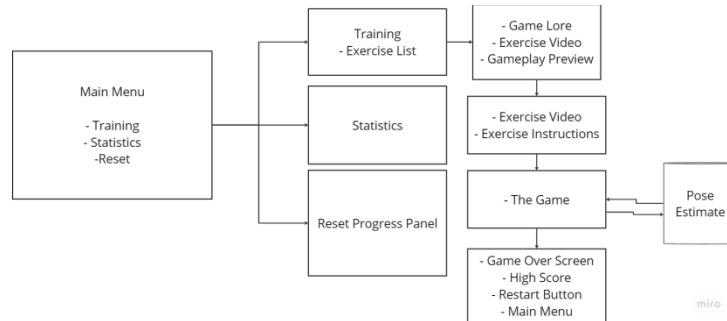 Main Menu
- Training
- Statistics
-Reset
Training
- Exercise List
Statistics
Reset Progress Panel
- Game Lore
- Exercise Video
- Gameplay Preview
- Exercise Video
- Exercise Instructions
- The Game
Pose
Estimate
- Game Over Screen
- High Score
- Restart Button
- Main Menu
miro